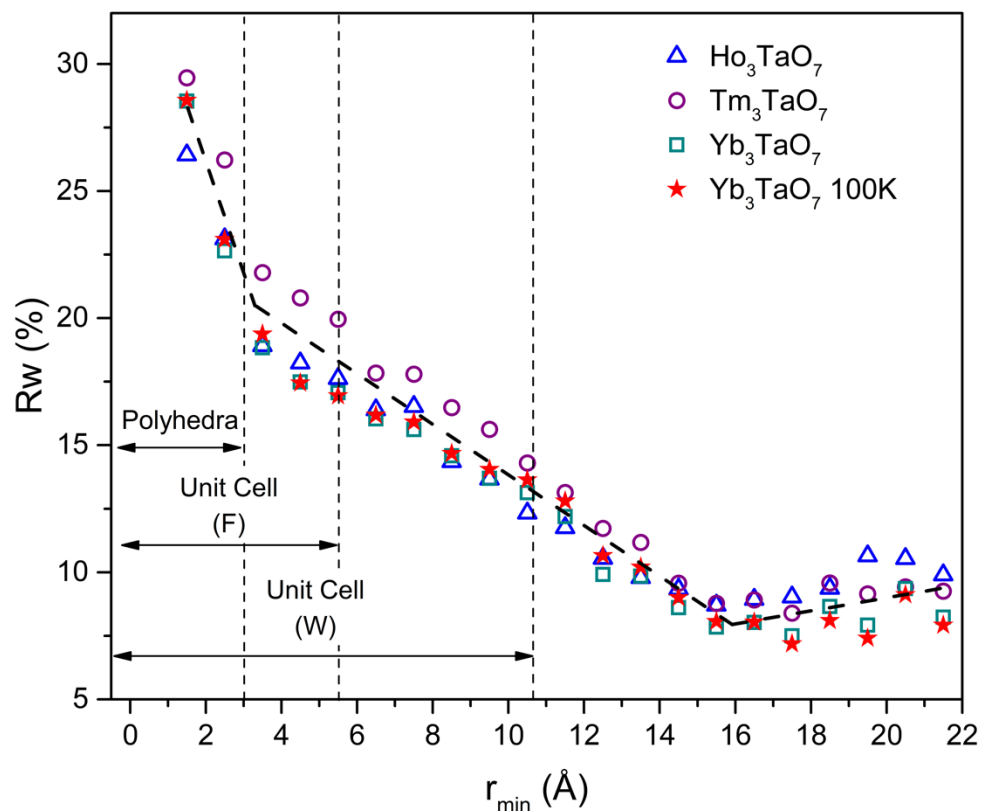 30
25
20
15
10
5
Rw (%)
Ho₃TaO₇
Tm₃TaO₇
Yb₃TaO₇
Yb₃TaO₇ 100K
Polyhedra
Unit Cell
(F)
Unit Cell
(W)
0 2 4 6 8 10 12 14 16 18 20 22
r_min (Å)